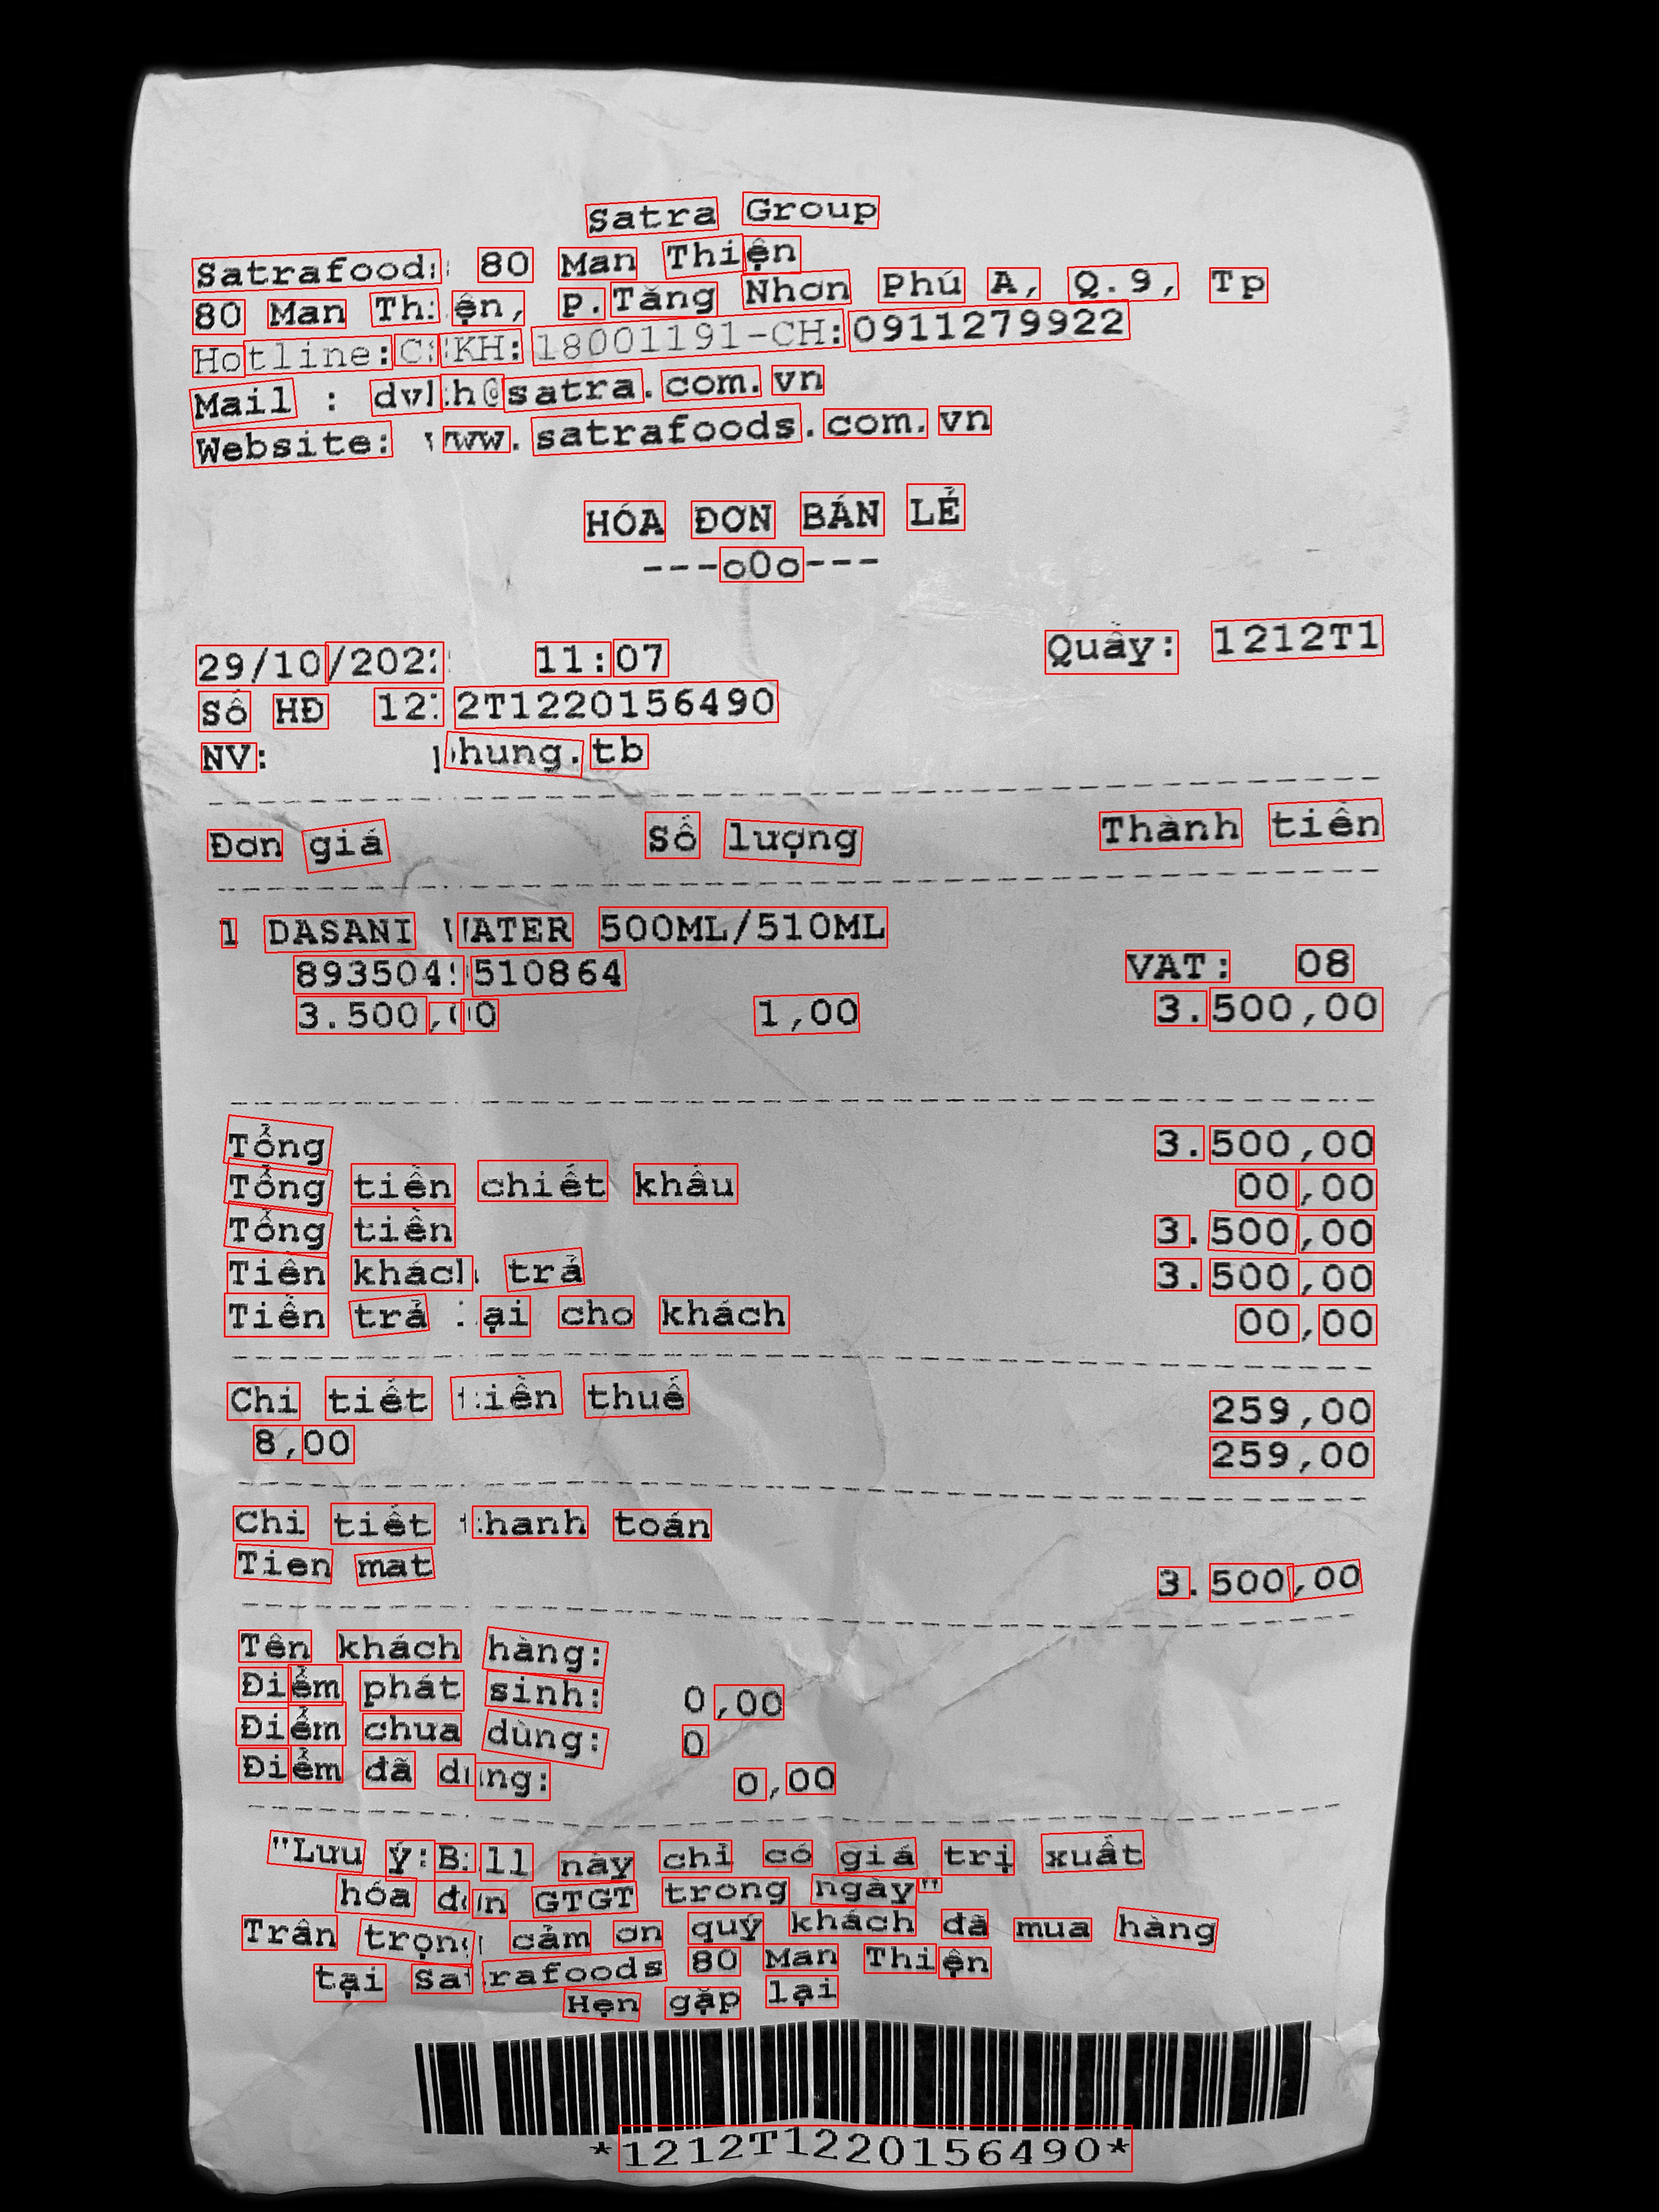 Satra Group
Satrafood: 80 Man Thiện
80 Man Thiện, P.Tăng Nhơn Phú A, Q.9, Tp
Hotline:CSKH:18001191-CH:0911279922
Mail : dvkh@satra.com.vn
Website: www.satrafoods.com.vn
HÓA ĐƠN BÁN LẺ
---oOo---
29/10/2022 11:07 Quầy: 1212T1
Số HĐ 1212T1220156490
NV: phung.tb
Đơn giá Số lượng Thành tiền
1 DASANI WATER 500ML/510ML
8935049510864 VAT: 08
3.500,00 1,00 3.500,00
Tổng 3.500,00
Tổng tiền chiết khấu 00,00
Tổng tiền 3.500,00
Tiền khách trả 3.500,00
Tiền trả lại cho khách 00,00
Chi tiết tiền thuế 259,00
8,00 259,00
Chi tiết thanh toán
Tien mat 3.500,00
Tên khách hàng:
Điểm phát sinh: 0,00
Điểm chưa dùng: 0
Điểm đã dùng: 0,00
"Lưu ý:Bill này chỉ có giá trị xuất
hóa đơn GTGT trong ngày"
Trân trọng cảm ơn quý khách đã mua hàng
tại Satrafoods 80 Man Thiện
Hẹn gặp lại
*1212T1220156490*